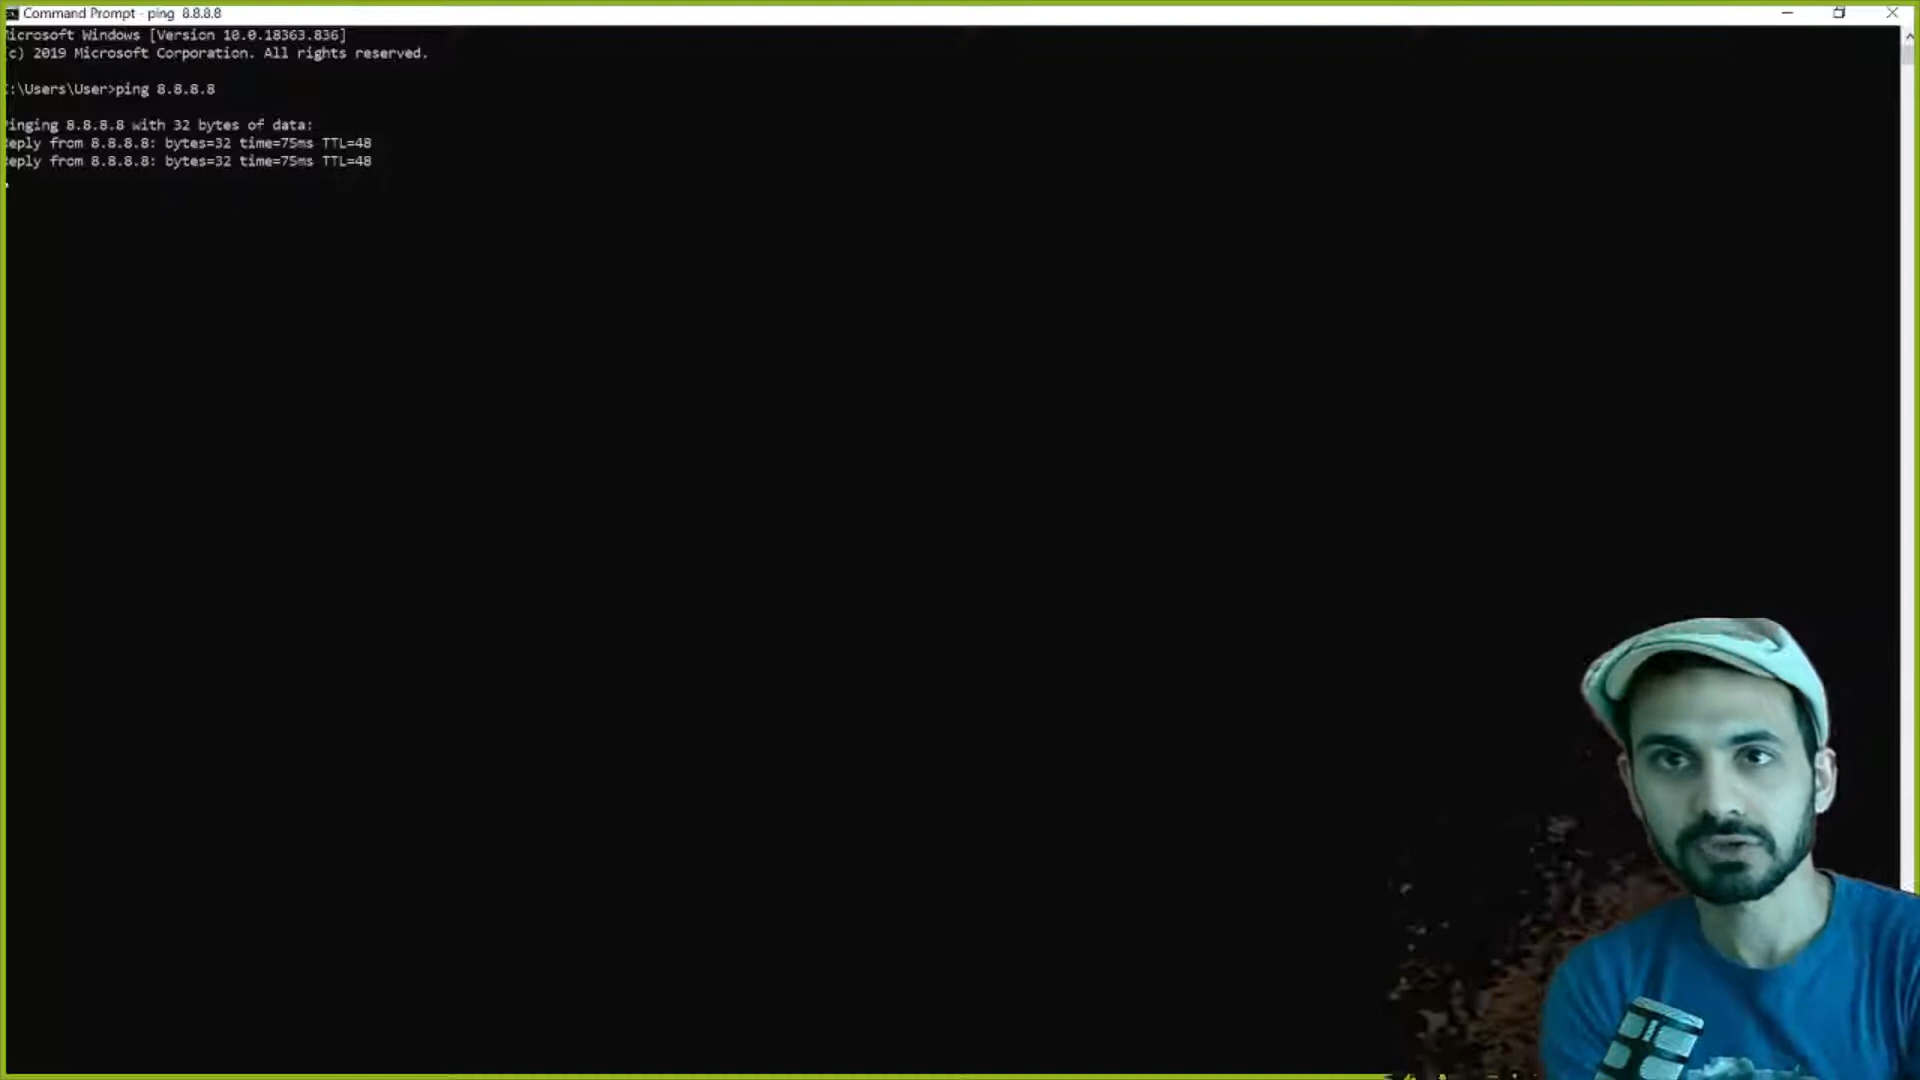 Command Prompt - ping 8.8.8.8
icrosoft Windows [Version 10.0.18363.836]
c) 2019 Microsoft Corporation. All rights reserved.
:\Users\User>ping 8.8.8.8
inging 8.8.8.8 with 32 bytes of data:
eply from 8.8.8.8: bytes=32 time=75ms TTL=48
eply from 8.8.8.8: bytes=32 time=75ms TTL=48